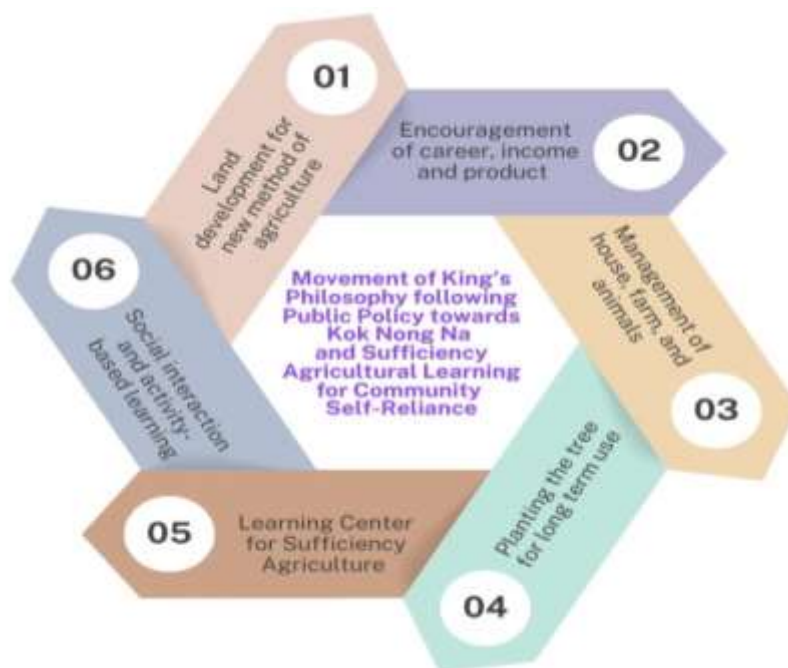 01
Land
development for
new method of
agriculture
Encouragement
of career, income
and product
02
Management of
house, farm, and
animals
03
Planting the tree
for long term use
04
05
Learning Center
for Sufficiency
Agriculture
06
Social interaction
and activity-
based learning
Movement of King's
Philosophy following
Public Policy towards
Kok Nong Na
and Sufficiency
Agricultural Learning
for Community
Self-Reliance